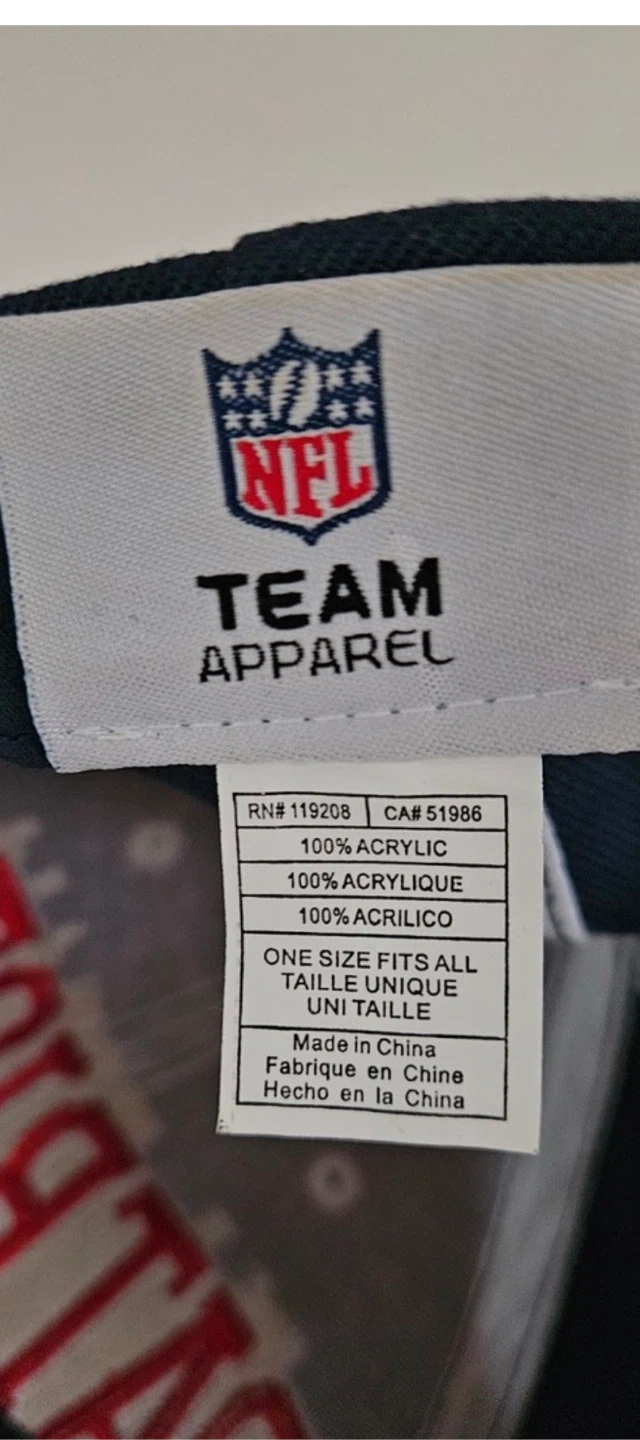 NFL
TEAM
APPAREL
RN# 119208 CA# 51986
100% ACRYLIC
100% ACRYLIQUE
100% ACRILICO
ONE SIZE FITS ALL
TAILLE UNIQUE
UNI TAILLE
Made in China
Fabrique en Chine
Hecho en la China